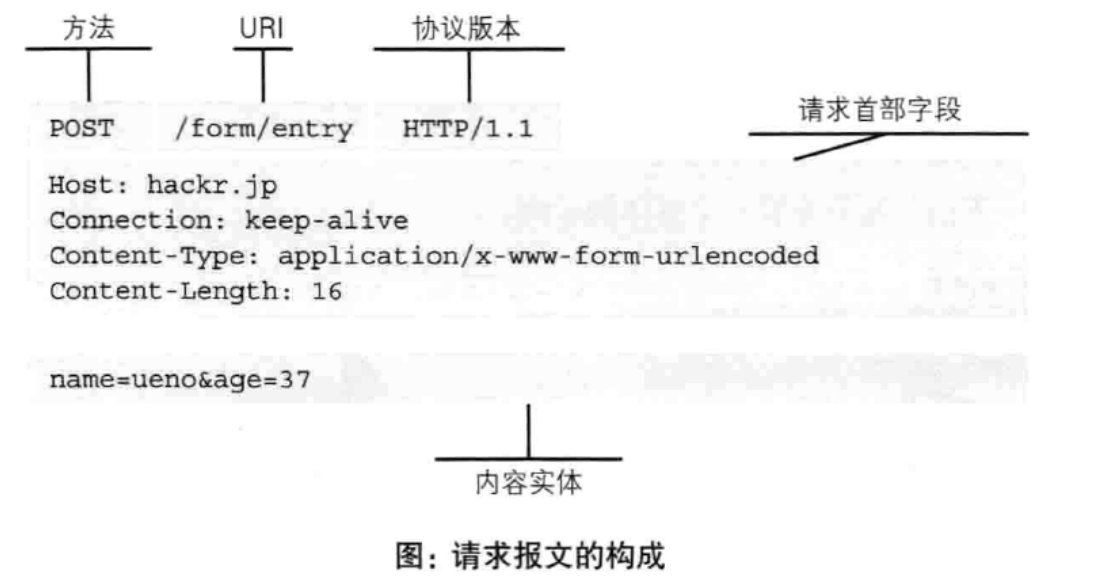 方法 URI 协议版本
请求首部字段
POST /form/entry HTTP/1.1
Host: hackr.jp
Connection: keep-alive
Content-Type: application/x-www-form-urlencoded
Content-Length: 16
name=ueno&age=37
内容实体
图：请求报文的构成